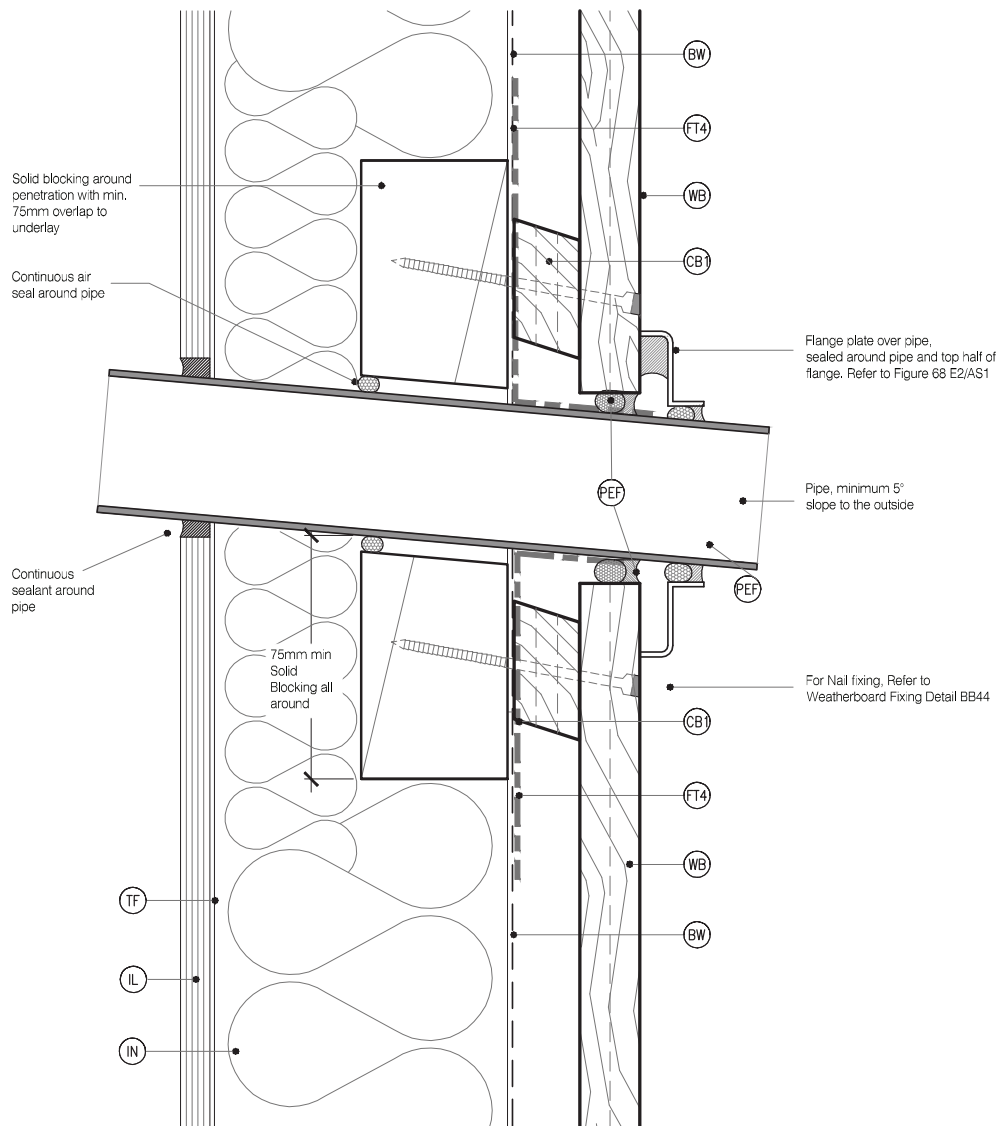 BW
FT4
Solid blocking around
penetration with min.
75mm overlap to
underlay
WB
CB1
Continuous air
seal around pipe
Flange plate over pipe,
sealed around pipe and top half of
flange. Refer to Figure 68 E2/AS1
PEF
Pipe, minimum 5°
slope to the outside
Continuous
sealant around
pipe
PEF
75mm min
Solid
Blocking all
around
For Nail fixing, Refer to
Weatherboard Fixing Detail BB44
CB1
FT4
WB
TF
BW
IL
IN